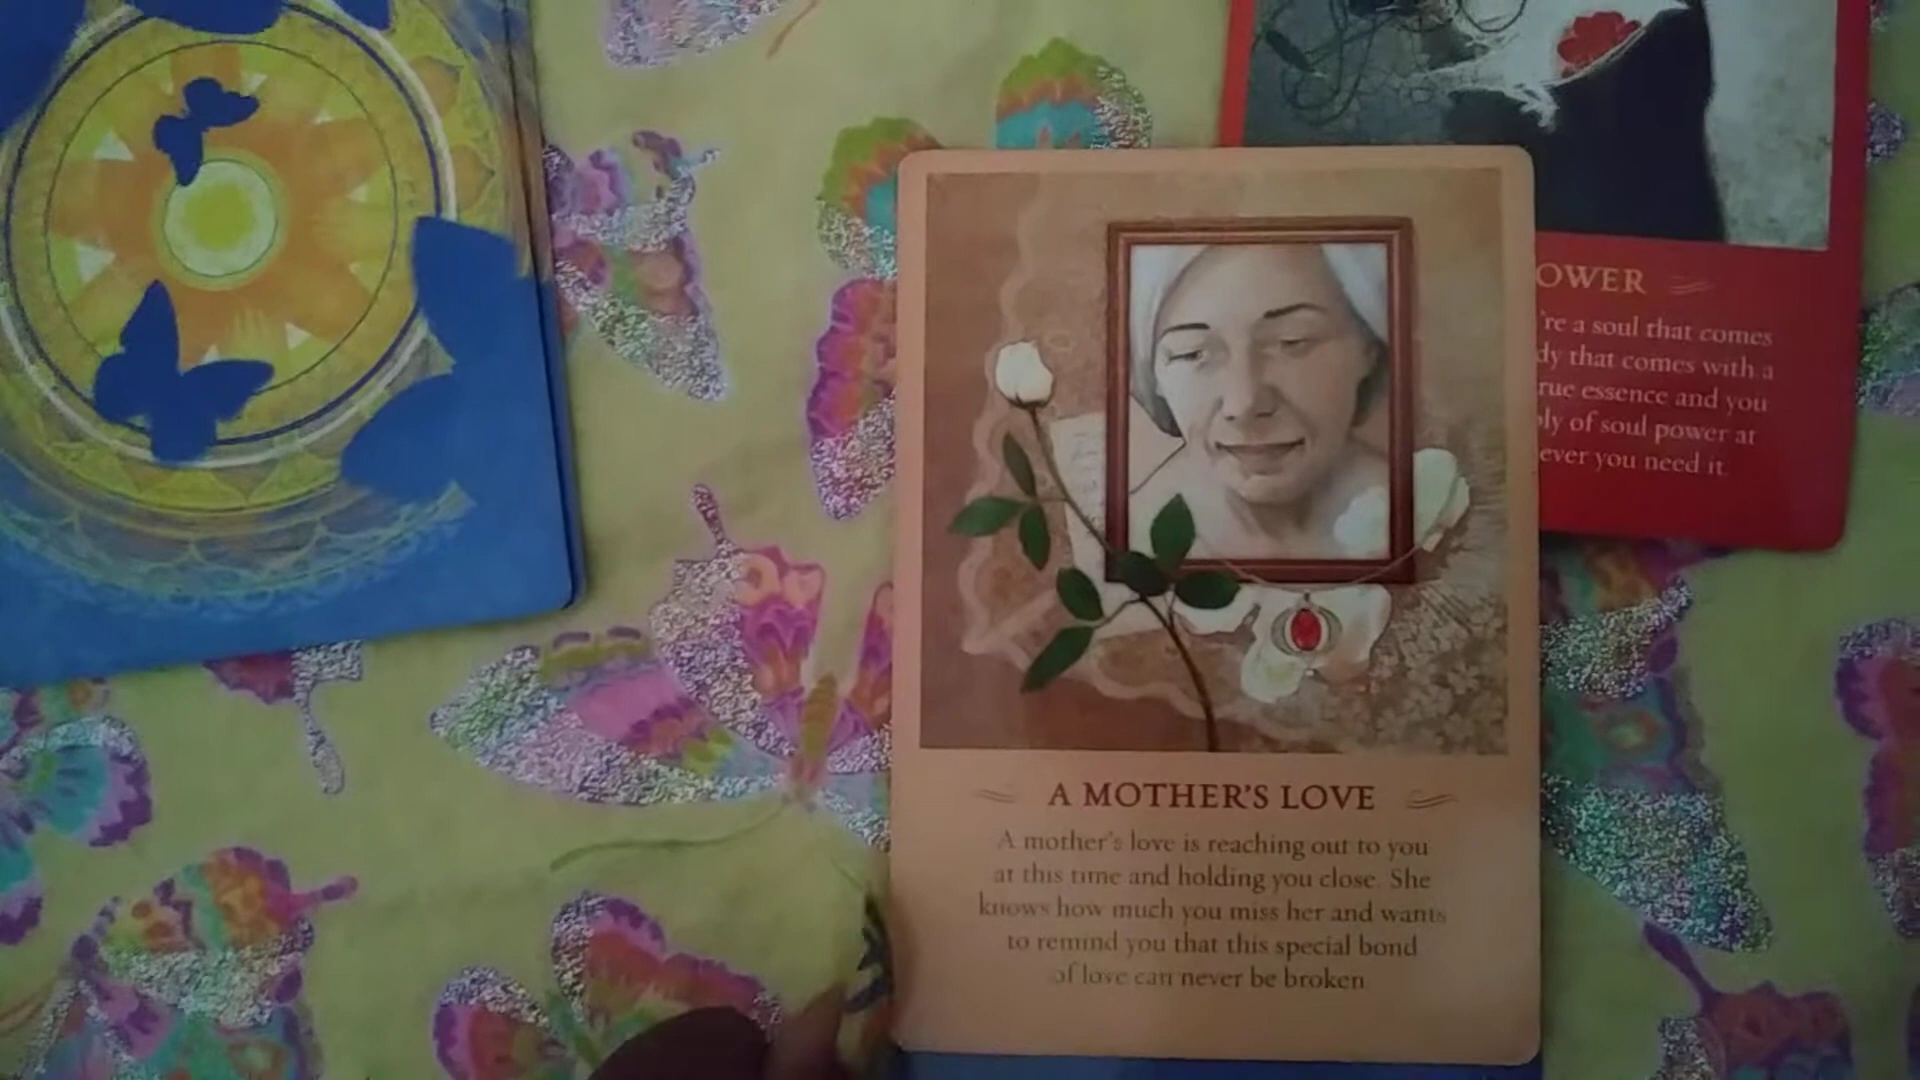 A MOTHER'S LOVE
A mother's love is reaching out to you
at this time and holding you close. She
knows how much you miss her and wants
to remind you that this special bond
of love can never be broken
OWER
're a soul that comes
dy that comes with a
rue essence and you
ly of soul power at
ever you need it.